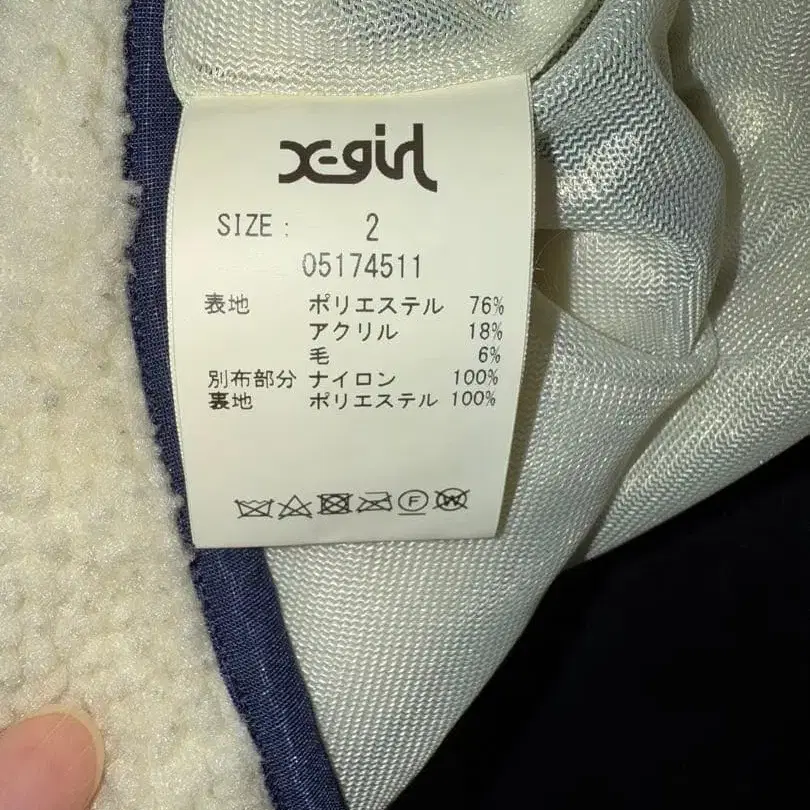 x-girl
SIZE: 2
05174511
表地 ポリエステル 76%
アクリル 18%
毛 6%
別布部分 ナイロン 100%
裏地 ポリエステル 100%
F W